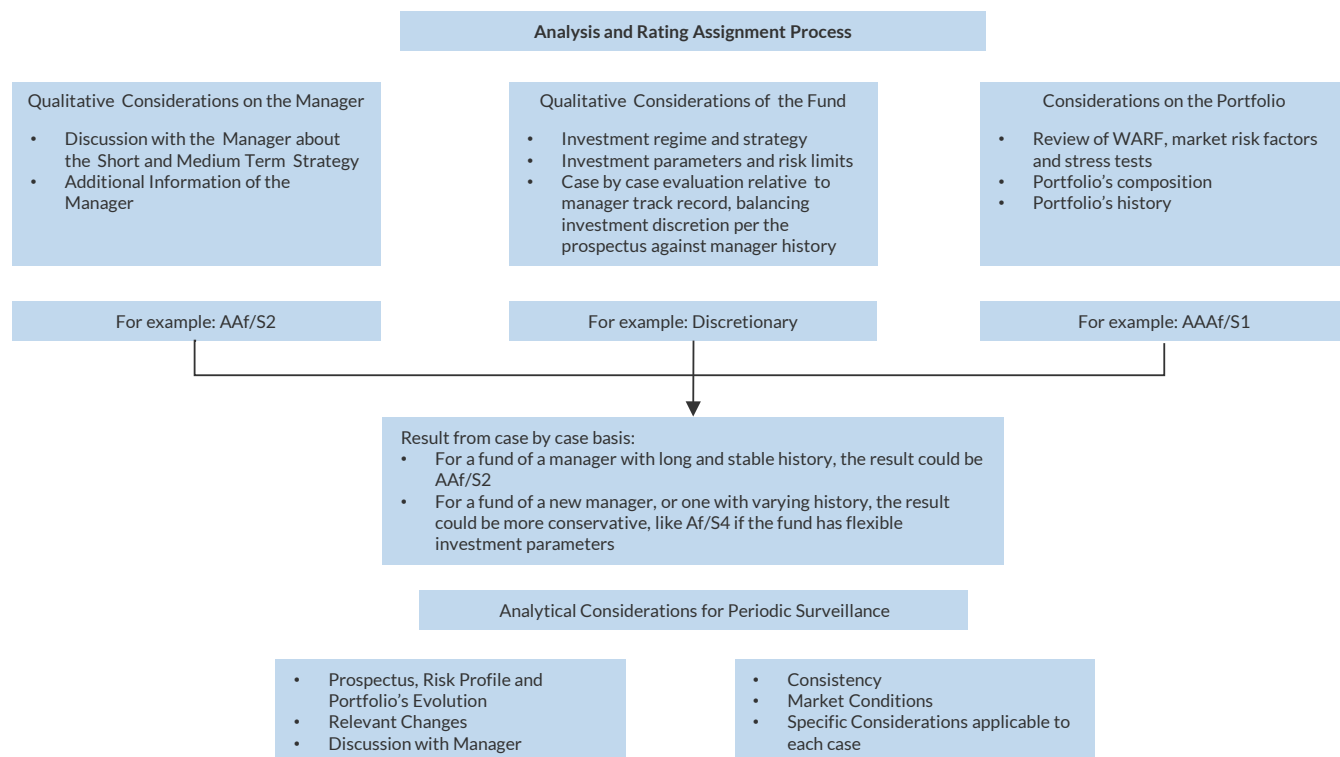 Analysis and Rating Assignment Process
Qualitative Considerations on the Manager
• Discussion with the Manager about
the Short and Medium Term Strategy
• Additional Information of the
Manager
Qualitative Considerations of the Fund
• Investment regime and strategy
• Investment parameters and risk limits
• Case by case evaluation relative to
manager track record, balancing
investment discretion per the
prospectus against manager history
Considerations on the Portfolio
• Review of WARF, market risk factors
and stress tests
• Portfolio's composition
• Portfolio's history
For example: AAf/S2
For example: Discretionary
For example: AAAf/S1
Result from case by case basis:
• For a fund of a manager with long and stable history, the result could be
AAf/S2
• For a fund of a new manager, or one with varying history, the result
could be more conservative, like Af/S4 if the fund has flexible
investment parameters
Analytical Considerations for Periodic Surveillance
• Prospectus, Risk Profile and
Portfolio's Evolution
• Relevant Changes
• Discussion with Manager
• Consistency
• Market Conditions
• Specific Considerations applicable to
each case